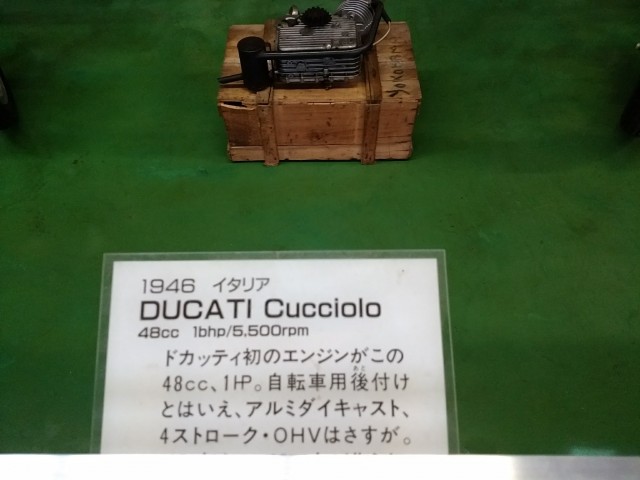 YOKOHAMA
1946 イタリア
DUCATI Cucciolo
48cc 1bhp/5,500rpm
ドカッティ初のエンジンがこの
48cc、1HP。自転車用後付け
とはいえ、アルミダイキャスト、
4ストローク・OHVはさすが。